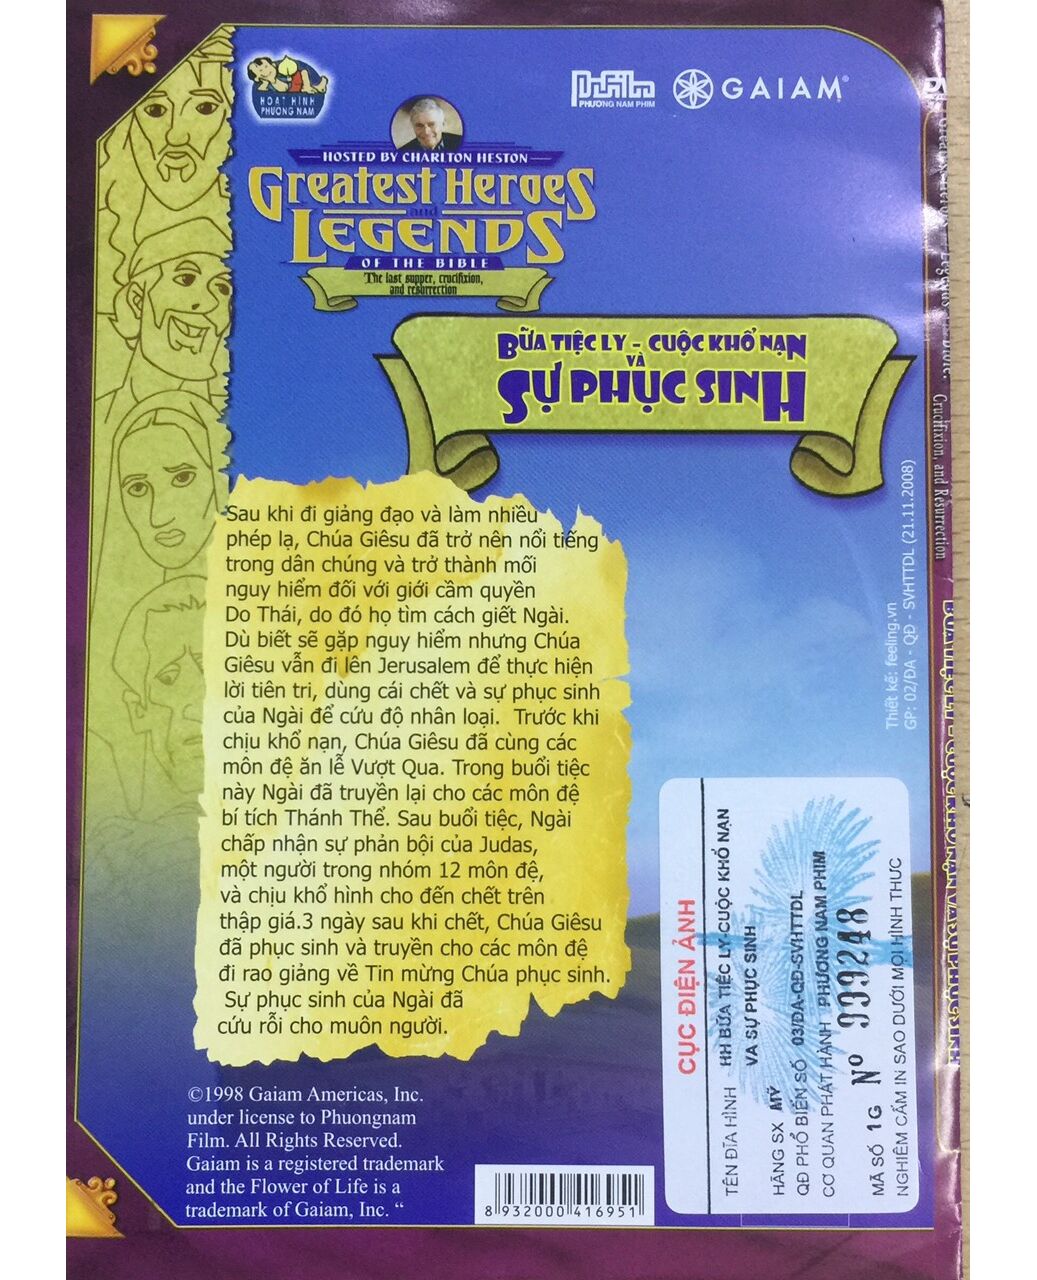 HOẠT HÌNH
PHƯƠNG NAM
PHƯƠNG NAM PHIM
GAIAM®
HOSTED BY CHARLTON HESTON
Greatest Heroes
and
LEGENDS
OF THE BIBLE
The last supper, crucifixion,
and resurrection
BỮA TIỆC LY - CUỘC KHỔ NẠN
VÀ
SỰ PHỤC SINH
Sau khi đi giảng đạo và làm nhiều
phép lạ, Chúa Giêsu đã trở nên nổi tiếng
trong dân chúng và trở thành mối
nguy hiểm đối với giới cầm quyền
Do Thái, do đó họ tìm cách giết Ngài.
Dù biết sẽ gặp nguy hiểm nhưng Chúa
Giêsu vẫn đi lên Jerusalem để thực hiện
lời tiên tri, dùng cái chết và sự phục sinh
của Ngài để cứu độ nhân loại. Trước khi
chịu khổ nạn, Chúa Giêsu đã cùng các
môn đệ ăn lễ Vượt Qua. Trong buổi tiệc
này Ngài đã truyền lại cho các môn đệ
bí tích Thánh Thể. Sau buổi tiệc, Ngài
chấp nhận sự phản bội của Judas,
một người trong nhóm 12 môn đệ,
và chịu khổ hình cho đến chết trên
thập giá.3 ngày sau khi chết, Chúa Giêsu
đã phục sinh và truyền cho các môn đệ
đi rao giảng về Tin mừng Chúa phục sinh.
Sự phục sinh của Ngài đã
cứu rỗi cho muôn người.
©1998 Gaiam Americas, Inc.
under license to Phuongnam
Film. All Rights Reserved.
Gaiam is a registered trademark
and the Flower of Life is a
trademark of Gaiam, Inc. “
8 932000 416951
Thiết kế: feeling.vn
GP: 02/ĐA - QĐ - SVHTTDL (21.11.2008)
CỤC ĐIỆN ẢNH
TÊN ĐĨA HÌNH HH BỮA TIỆC LY-CUỘC KHỔ NẠN
VÀ SỰ PHỤC SINH
HÃNG SX MỸ
QĐ PHỔ BIẾN SỐ 03/ĐA-QĐ-SVHTTDL
CƠ QUAN PHÁT HÀNH PHƯƠNG NAM PHIM
MÃ SỐ 1G Nº 939248
NGHIÊM CẤM IN SAO DƯỚI MỌI HÌNH THỨC
Crucifixion, and Resurrection
BỮA TIỆC LY - CUỘC KHỔ NẠN VÀ SỰ PHỤC SINH